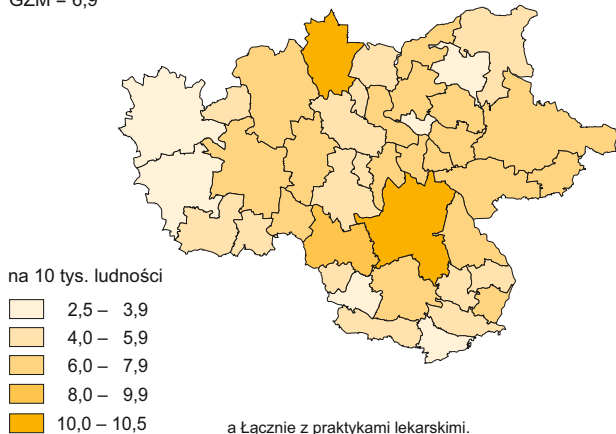 GZM = 6,9
na 10 tys. ludności
2,5 – 3,9
4,0 – 5,9
6,0 – 7,9
8,0 – 9,9
10,0 – 10,5
a Łącznie z praktykami lekarskimi.